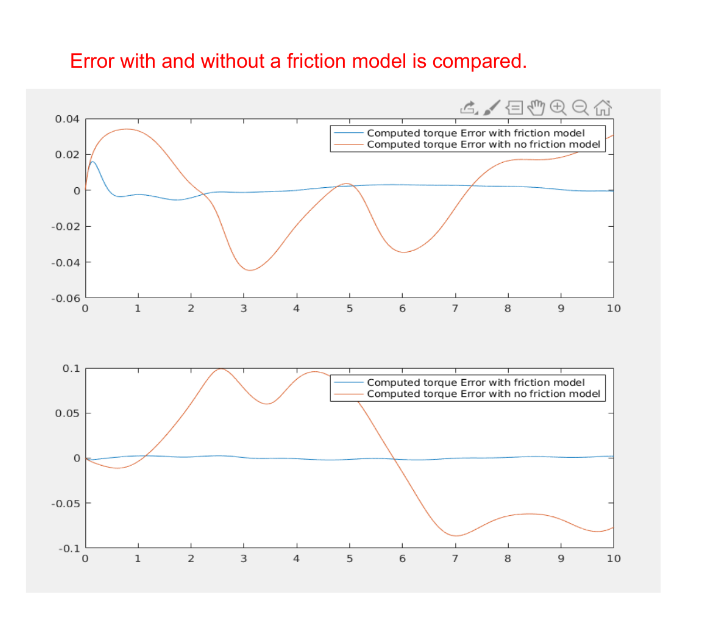 Error with and without a friction model is compared.
0.04
Computed torque Error with friction model
Computed torque Error with no friction model
0.02
0
-0.02
-0.04
-0.06
0 1 2 3 4 5 6 7 8 9 10
0.1
Computed torque Error with friction model
Computed torque Error with no friction model
0.05
0
-0.05
-0.1
0 1 2 3 4 5 6 7 8 9 10